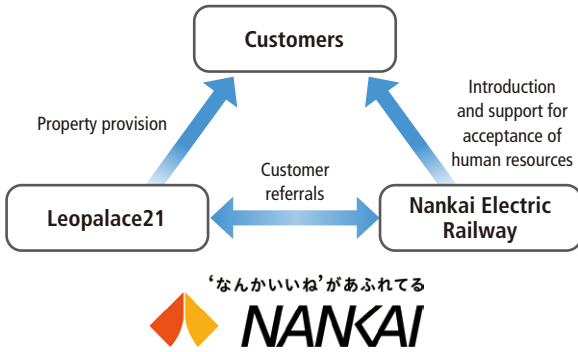 Customers
Property provision
Introduction
and support for
acceptance of
human resources
Customer
referrals
Leopalace21
Nankai Electric
Railway
‘なんかいいね’があふれてる
NANKAI